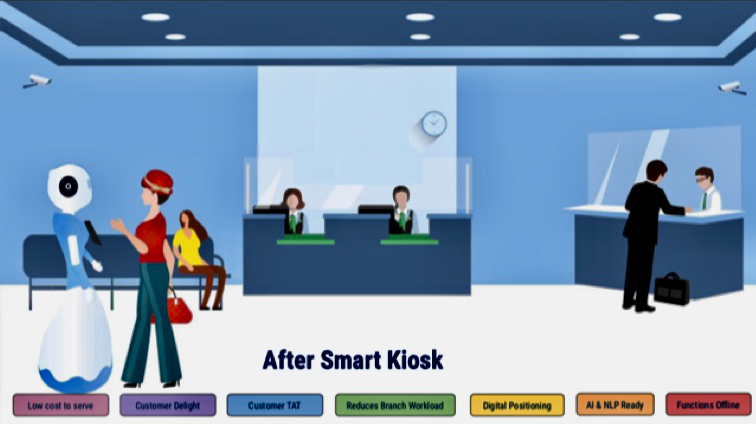 After Smart Kiosk
Low cost to serve
Customer Delight
Customer TAT
Reduces Branch Workload
Digital Positioning
AI & NLP Ready
Functions Offline